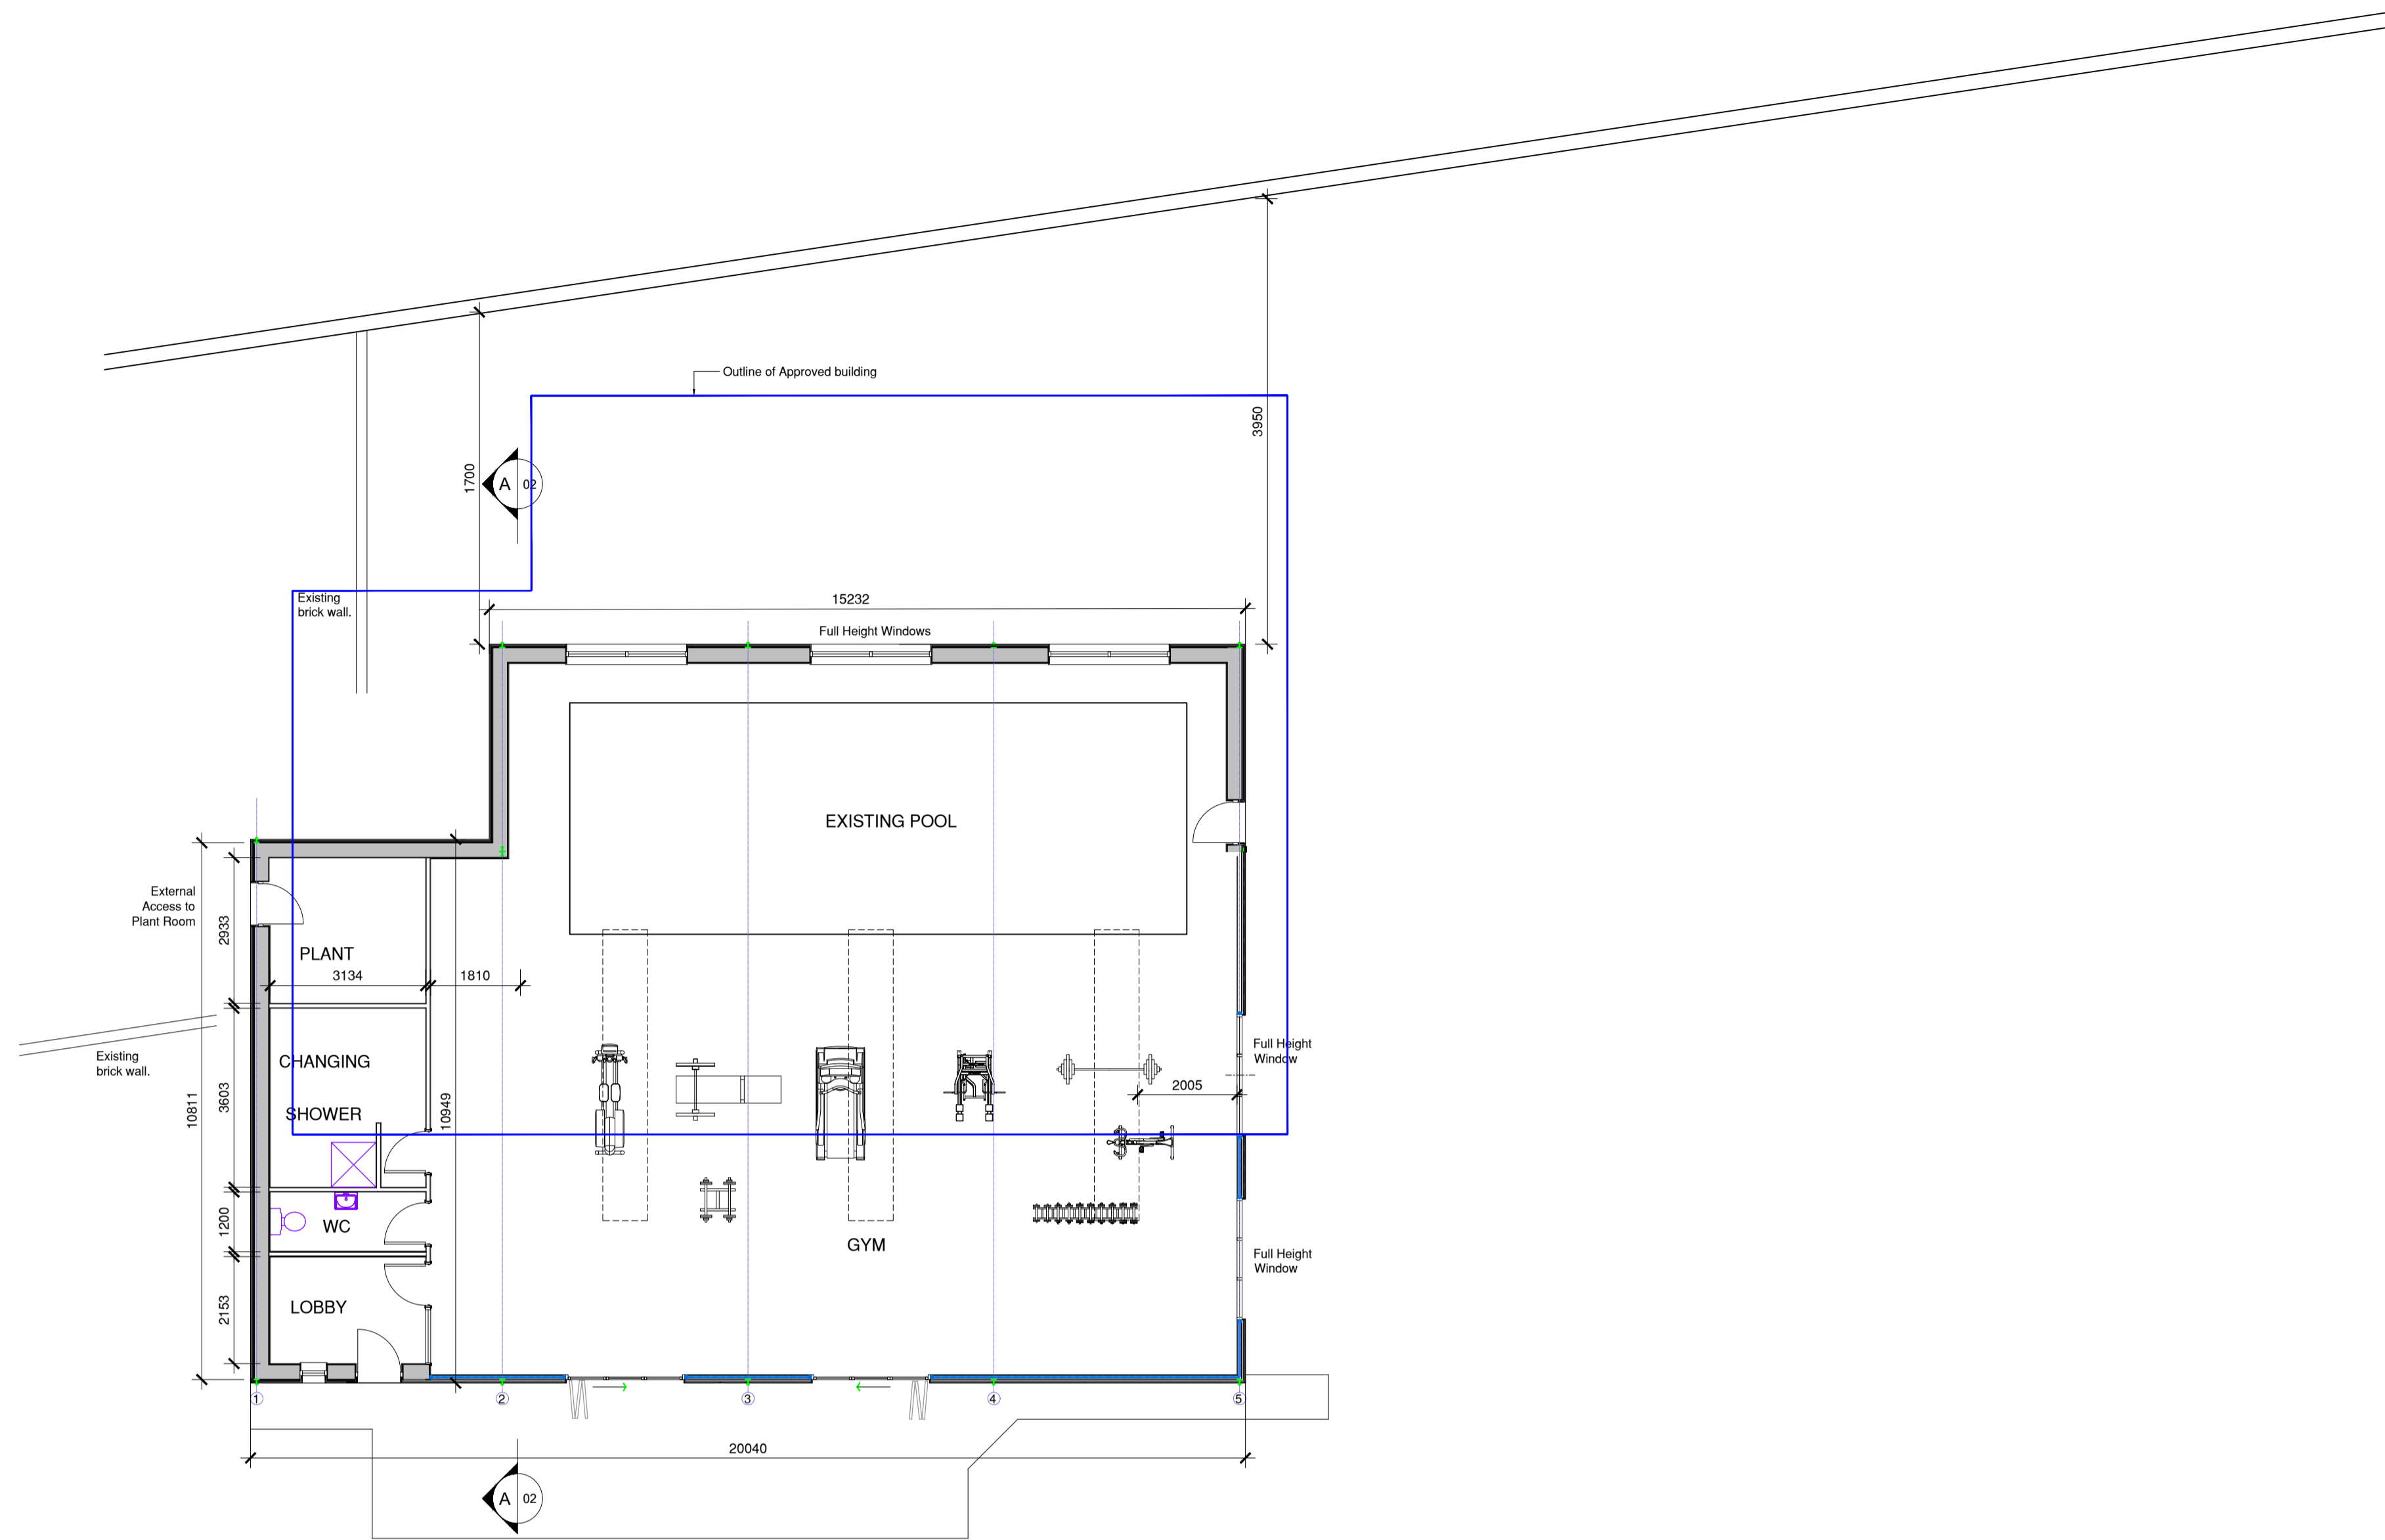 Outline of Approved building
3950
1700
A 02
Existing
brick wall.
15232
Full Height Windows
EXISTING POOL
External
Access to
Plant Room
2933
PLANT
3134
1810
Existing
brick wall.
CHANGING
SHOWER
10811
3603
10949
Full Height
Window
2005
1200
WC
GYM
Full Height
Window
2153
LOBBY
1
2
3
4
5
20040
A 02